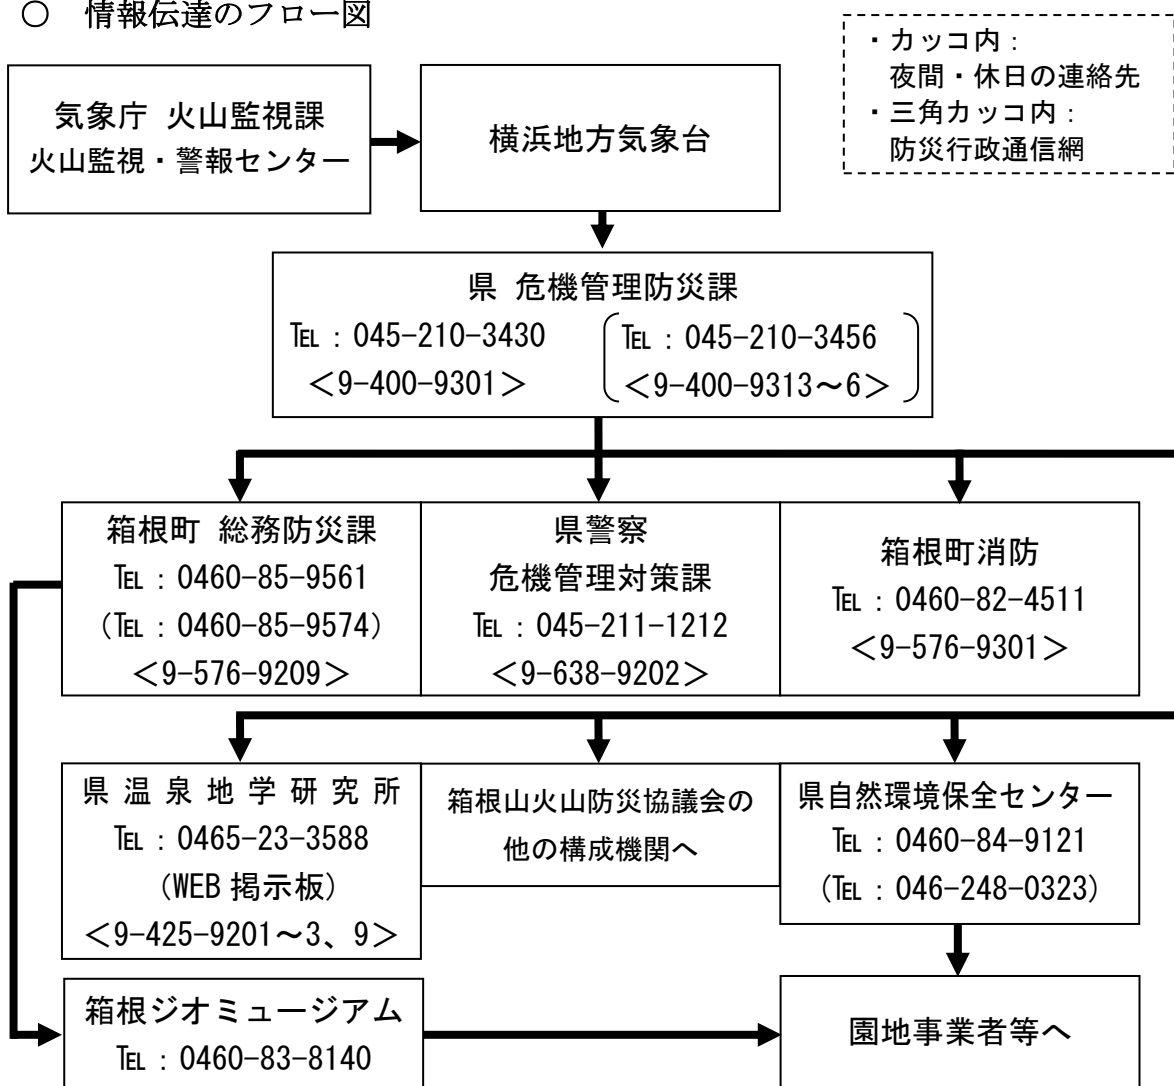 ○ 情報伝達のフロー図
・カッコ内：
夜間・休日の連絡先
・三角カッコ内：
防災行政通信網
気象庁 火山監視課
火山監視・警報センター
横浜地方気象台
県 危機管理防災課
℡：045-210-3430
＜9-400-9301＞
℡：045-210-3456
＜9-400-9313～6＞
箱根町 総務防災課
℡：0460-85-9561
（℡：0460-85-9574）
＜9-576-9209＞
県警察
危機管理対策課
℡：045-211-1212
＜9-638-9202＞
箱根町消防
℡：0460-82-4511
＜9-576-9301＞
県温泉地学研究所
℡：0465-23-3588
（WEB 掲示板）
＜9-425-9201～3、9＞
箱根山火山防災協議会の
他の構成機関へ
県自然環境保全センター
℡：0460-84-9121
（℡：046-248-0323）
箱根ジオミュージアム
℡：0460-83-8140
園地事業者等へ